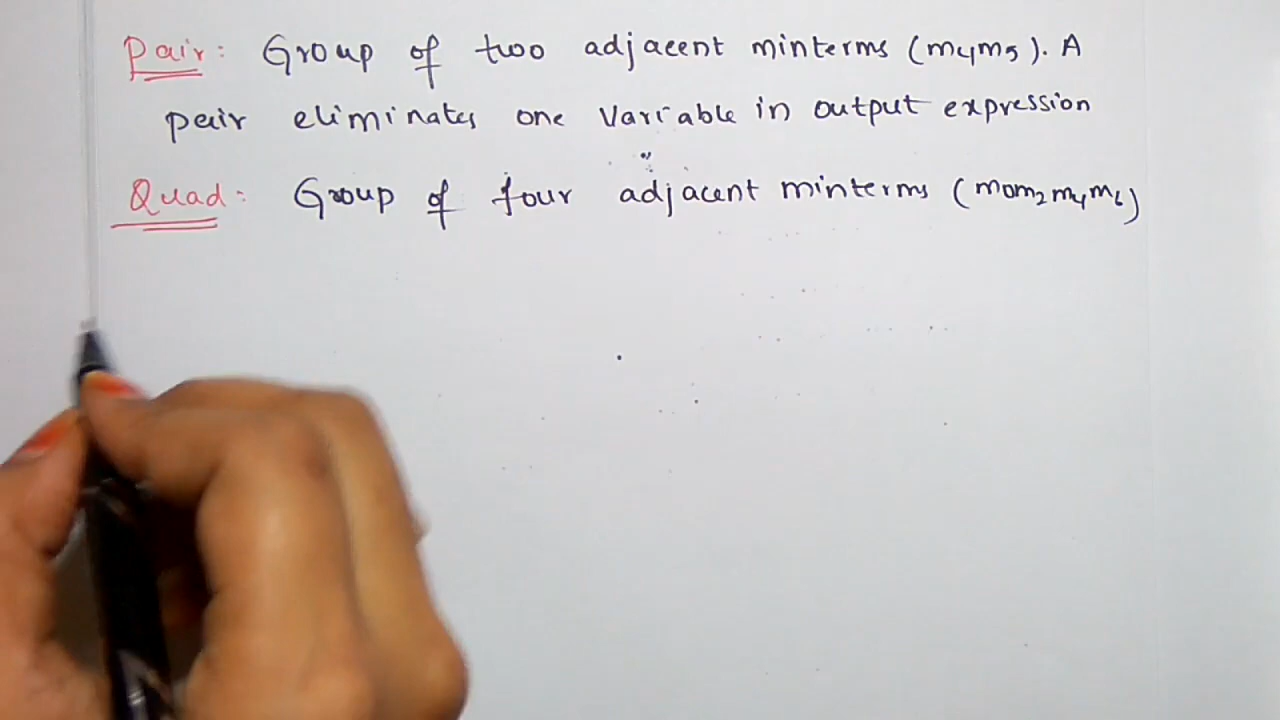 Pair: Group of two adjacent minterms (m4m5). A
pair eliminates one Variable in output expression
Quad: Group of four adjacent minterms (m0m2m4m6)